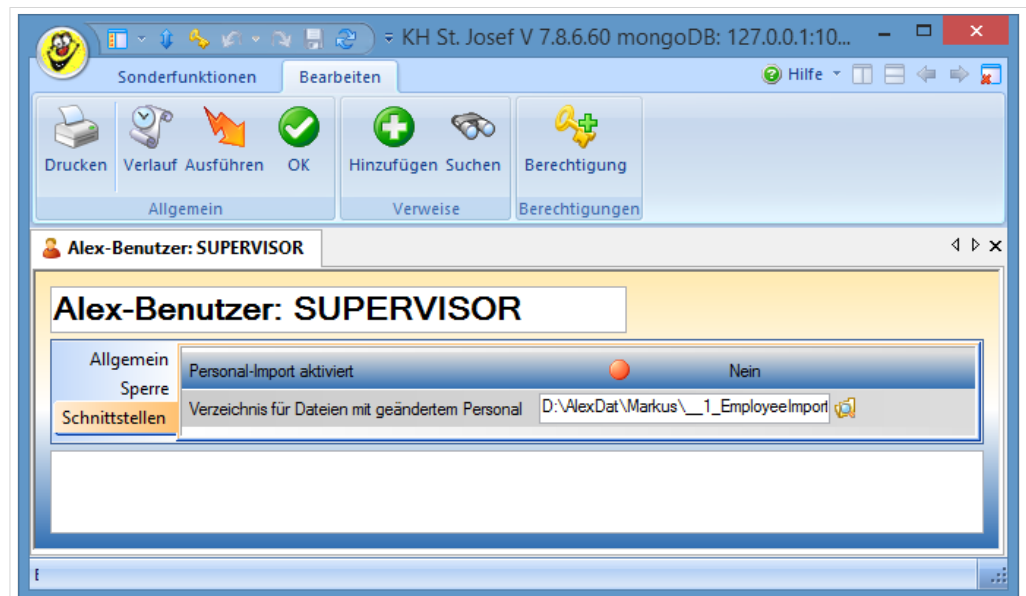 KH St. Josef V 7.8.6.60 mongoDB: 127.0.0.1:10...
Sonderfunktionen Bearbeiten Hilfe
Drucken Verlauf Ausführen OK Hinzufügen Suchen Berechtigung
Allgemein Verweise Berechtigungen
Alex-Benutzer: SUPERVISOR
Alex-Benutzer: SUPERVISOR
Allgemein
Personal-Import aktiviert Nein
Sperre
Verzeichnis für Dateien mit geändertem Personal D:\AlexDat\Markus\__1_EmployeeImport
Schnittstellen